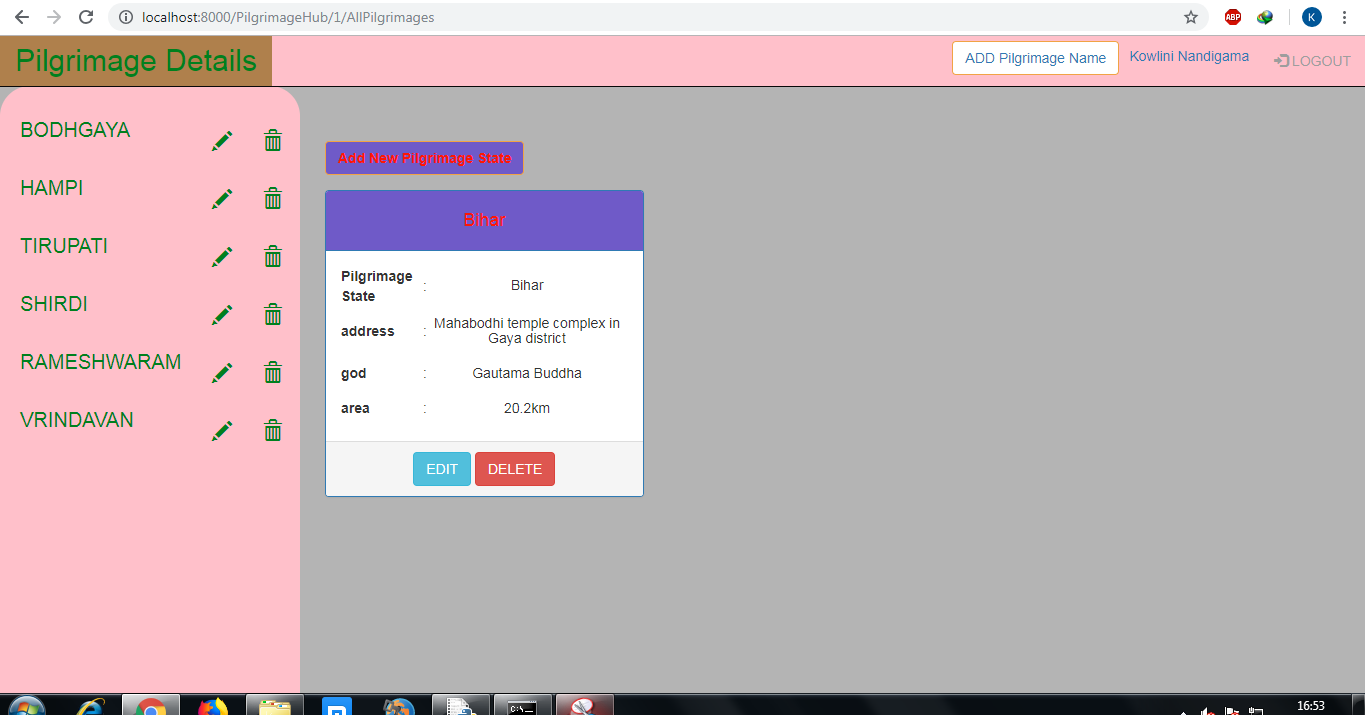 localhost:8000/PilgrimageHub/1/AllPilgrimages
ABP
K
Pilgrimage Details
ADD Pilgrimage Name
Kowlini Nandigama
LOGOUT
BODHGAYA
HAMPI
TIRUPATI
SHIRDI
RAMESHWARAM
VRINDAVAN
Add New Pilgrimage State
Bihar
Pilgrimage
State
:
Bihar
address
:
Mahabodhi temple complex in
Gaya district
god
:
Gautama Buddha
area
:
20.2km
EDIT
DELETE
C:\_
16:53